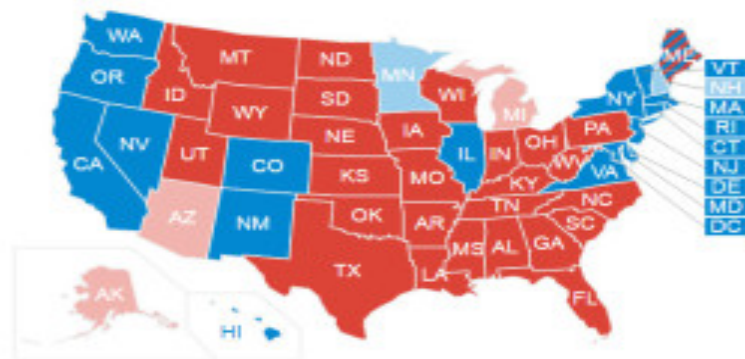 WA
MT
ND
MN
ME
VT
OR
ID
SD
WI
MI
NY
NH
WY
MA
NV
NE
IA
PA
RI
CA
UT
CO
IL
IN
OH
CT
KS
MO
WV
VA
NJ
KY
DE
AZ
NM
OK
AR
TN
NC
MD
SC
DC
MS
AL
GA
TX
LA
AK
FL
HI